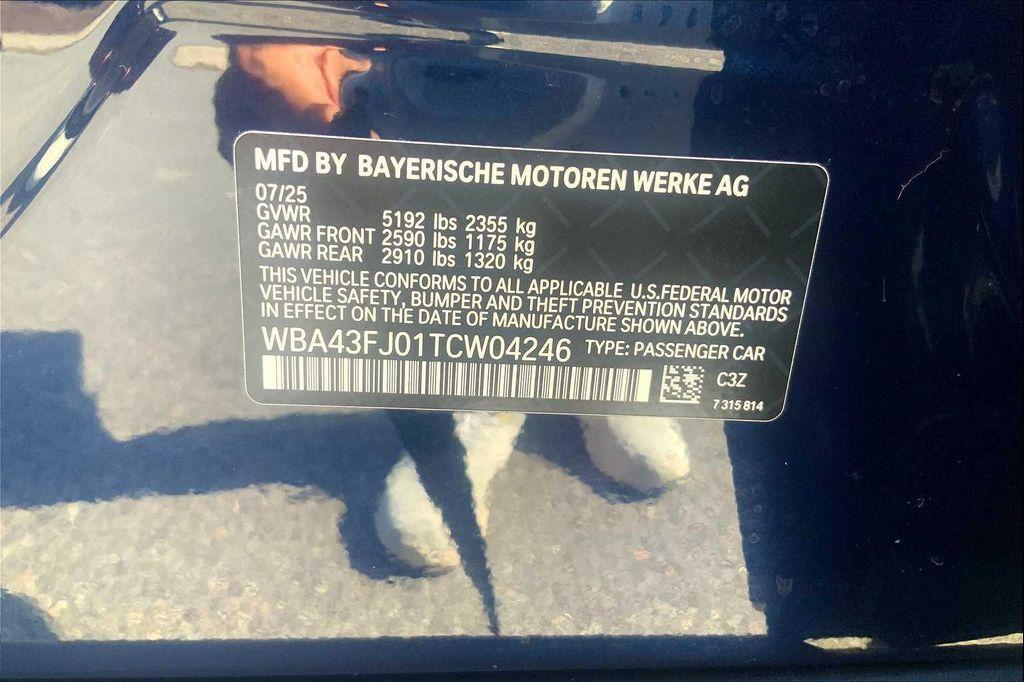 MFD BY BAYERISCHE MOTOREN WERKE AG
07/25
GVWR 5192 lbs 2355 kg
GAWR FRONT 2590 lbs 1175 kg
GAWR REAR 2910 lbs 1320 kg
THIS VEHICLE CONFORMS TO ALL APPLICABLE U.S.FEDERAL MOTOR
VEHICLE SAFETY, BUMPER AND THEFT PREVENTION STANDARDS
IN EFFECT ON THE DATE OF MANUFACTURE SHOWN ABOVE.
WBA43FJ01TCW04246 TYPE: PASSENGER CAR
C3Z
7 315 814